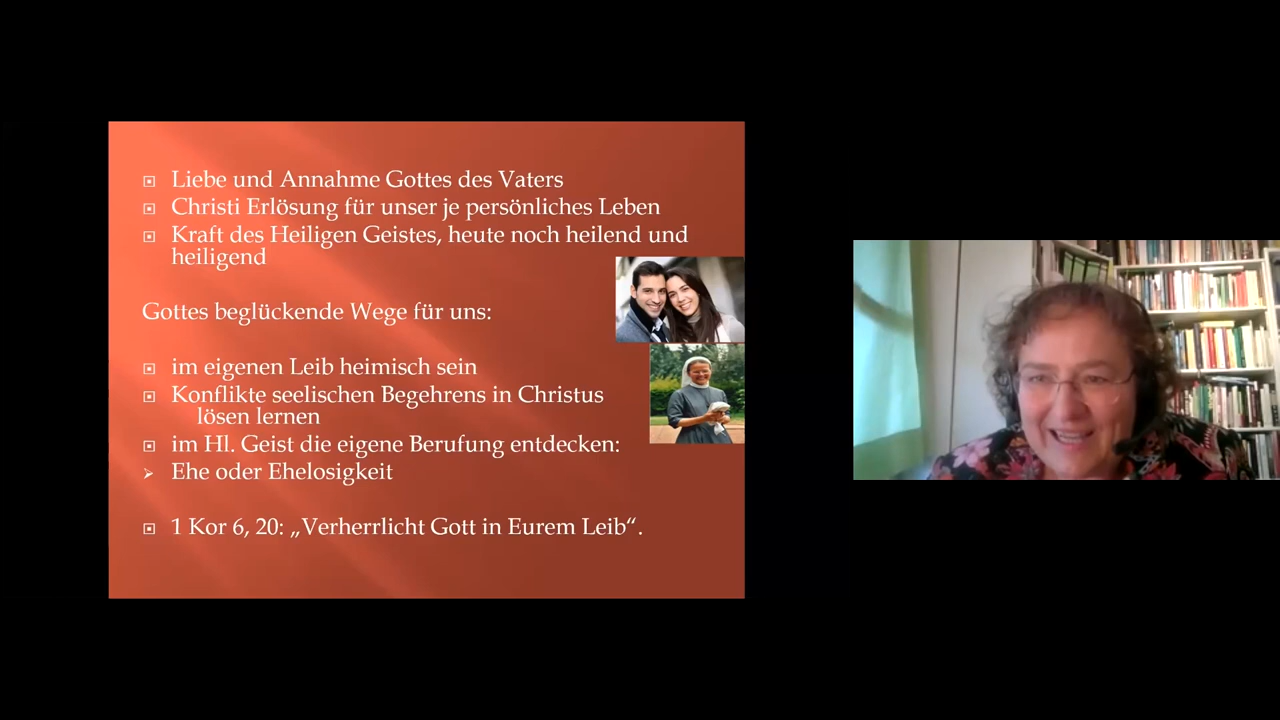 Liebe und Annahme Gottes des Vaters
Christi Erlösung für unser je persönliches Leben
Kraft des Heiligen Geistes, heute noch heilend und
heiligend
Gottes beglückende Wege für uns:
im eigenen Leib heimisch sein
Konflikte seelischen Begehrens in Christus
lösen lernen
im Hl. Geist die eigene Berufung entdecken:
Ehe oder Ehelosigkeit
1 Kor 6, 20: „Verherrlicht Gott in Eurem Leib“.